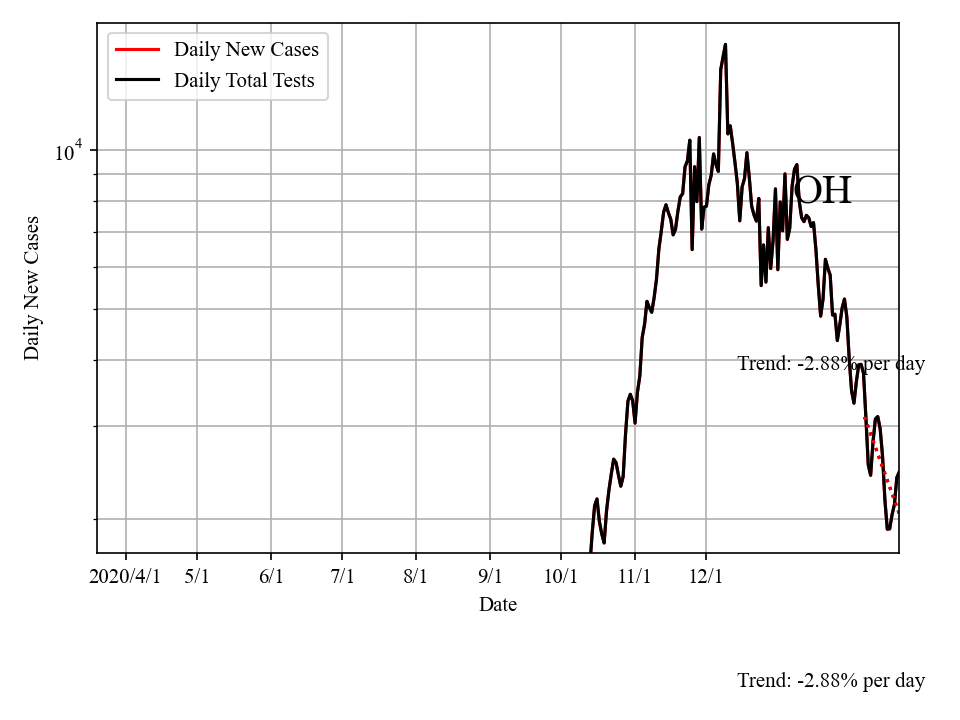 Daily New Cases
Daily Total Tests
10^4
OH
Daily New Cases
Trend: -2.88% per day
2020/4/1 5/1 6/1 7/1 8/1 9/1 10/1 11/1 12/1
Date
Trend: -2.88% per day